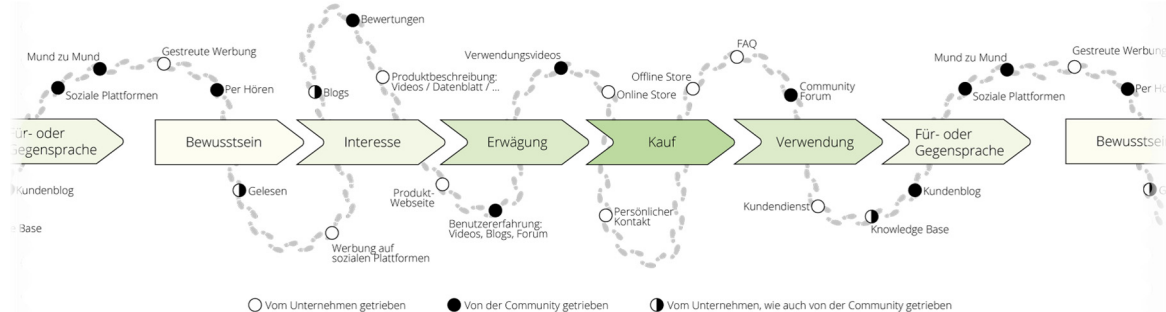 Bewertungen
Mund zu Mund
Gestreute Werbung
Soziale Plattformen
Per Hören
Blogs
Produktbeschreibung:
Videos / Datenblatt / ...
Verwendungsvideos
Online Store
Offline Store
FAQ
Community
Forum
Mund zu Mund
Gestreute Werbung
Soziale Plattformen
Per
Für- oder
Gegensprache
Bewusstsein
Interesse
Erwägung
Kauf
Verwendung
Für- oder
Gegensprache
Kundenblog
Base
Gelesen
Werbung auf
sozialen Plattformen
Produkt-
Webseite
Benutzererfahrung:
Videos, Blogs, Forum
Persönlicher
Kontakt
Kundendienst
Knowledge Base
Kundenblog
Vom Unternehmen getrieben
Von der Community getrieben
Vom Unternehmen, wie auch von der Community getrieben